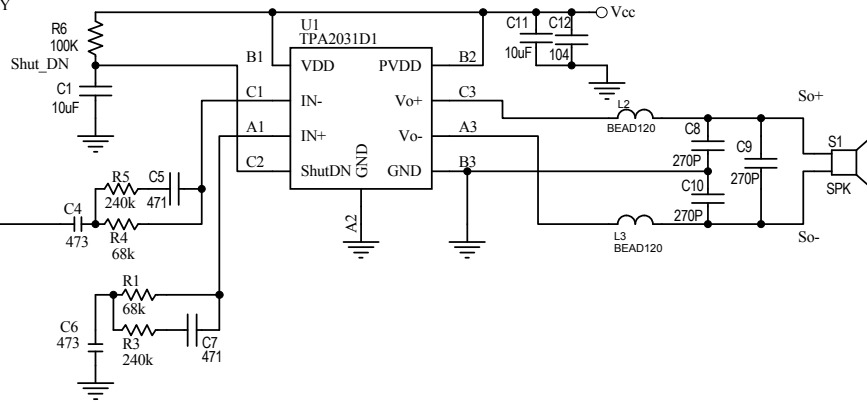 Y
R6
100K
Shut_DN
C1
10uF
U1
TPA2031D1
B1
VDD
PVDD
B2
C1
IN-
Vo+
C3
A1
IN+
Vo-
A3
C2
ShutDN
GND
GND
B3
A2
C11
10uF
C12
104
Vcc
L2
BEAD120
So+
C8
270P
C9
270P
S1
SPK
C10
270P
L3
BEAD120
So-
R5
240k
C5
471
C4
473
R4
68k
R1
68k
C6
473
R3
240k
C7
471